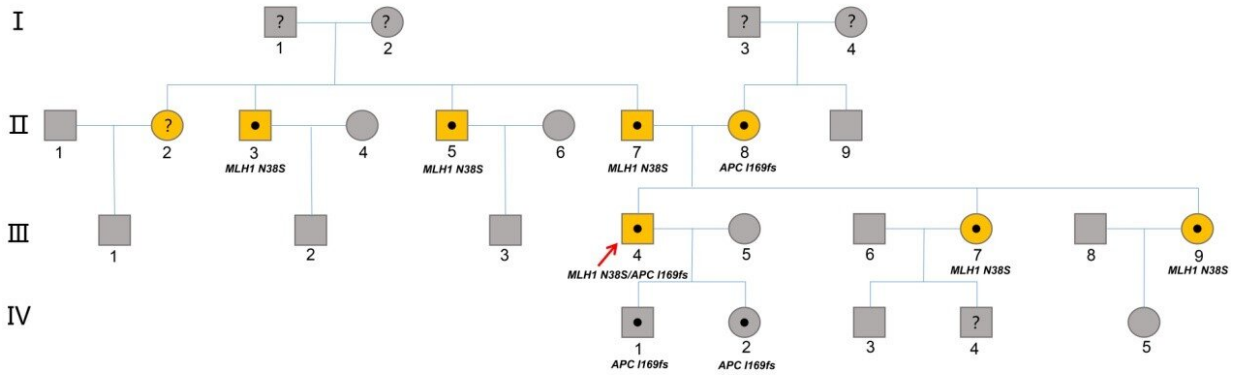 Ⅰ
? ? ? ?
1 2 3 4
Ⅱ
?
1 2 3 4 5 6 7 8 9
MLH1 N38S MLH1 N38S MLH1 N38S APC I169fs
Ⅲ
1 2 3 4 5 6 7 8 9
MLH1 N38S/APC I169fs MLH1 N38S MLH1 N38S
Ⅳ
?
1 2 3 4 5
APC I169fs APC I169fs